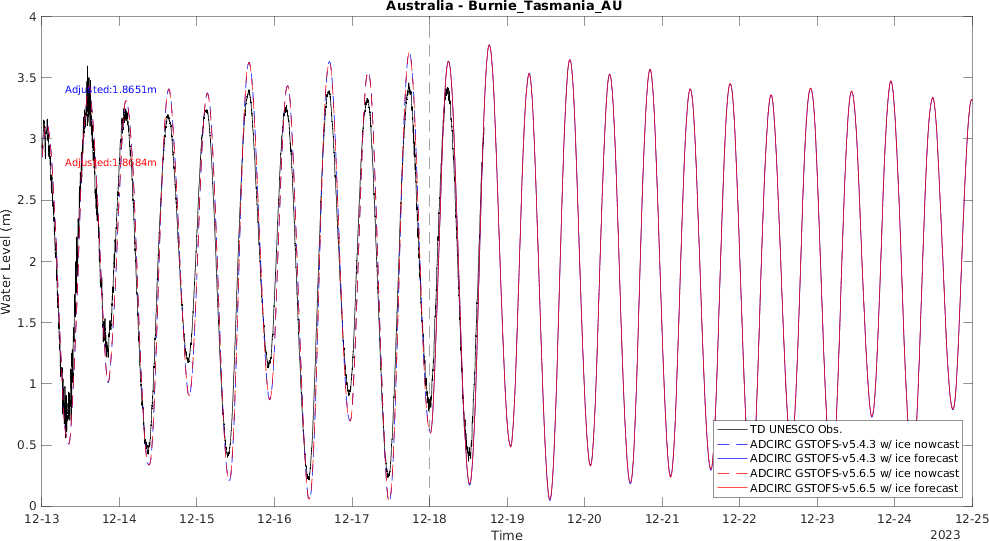 Australia - Burnie_Tasmania_AU
4
3.5
3
2.5
2
1.5
1
0.5
0
Water Level (m)
Adjusted:1.8651m
Adjusted:1.8684m
TD UNESCO Obs.
ADCIRC GSTOFS-v5.4.3 w/ ice nowcast
ADCIRC GSTOFS-v5.4.3 w/ ice forecast
ADCIRC GSTOFS-v5.6.5 w/ ice nowcast
ADCIRC GSTOFS-v5.6.5 w/ ice forecast
12-13 12-14 12-15 12-16 12-17 12-18 12-19 12-20 12-21 12-22 12-23 12-24 12-25
Time
2023